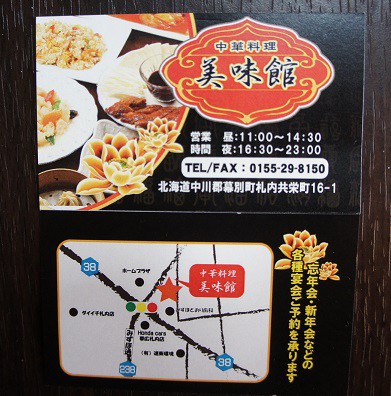 中華料理
美味館
営業 昼:11:00〜14:30
時間 夜:16:30〜23:00
TEL/FAX:0155-29-8150
北海道中川郡幕別町札内共栄町16-1
38
ホームプラザ
中華料理
美味館
ダイイチ札内店
Honda cars
38
238
忘年会・新年会などの
各種宴会ご予約を承ります